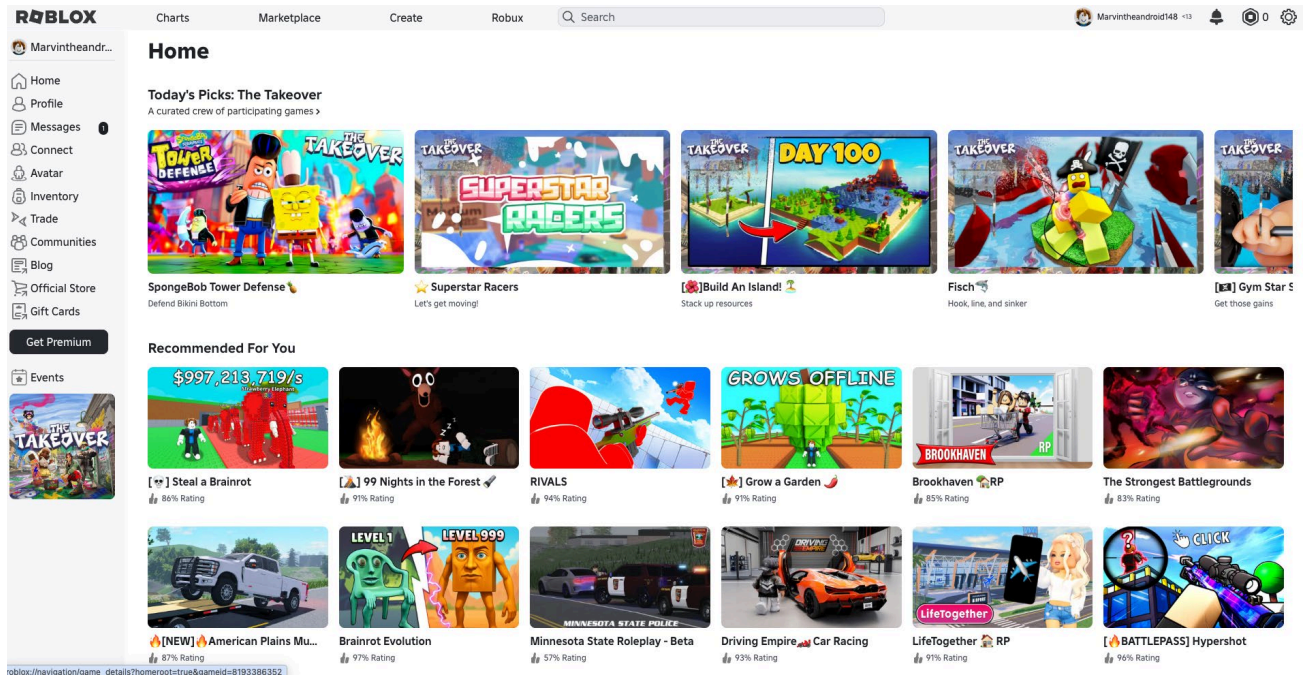 ROBLOX
Charts
Marketplace
Create
Robux
Search
Marvintheandroid148 <13
0
Marvintheandr...
Home
Profile
Messages 1
Connect
Avatar
Inventory
Trade
Communities
Blog
Official Store
Gift Cards
Get Premium
Events
THE
TAKEOVER
Home
Today's Picks: The Takeover
A curated crew of participating games >
TOWER
DEFENSE
THE
TAKEOVER
SpongeBob Tower Defense🍍
Defend Bikini Bottom
THE
TAKEOVER
SUPERSTAR
RACERS
⭐ Superstar Racers
Let's get moving!
THE
TAKEOVER
DAY 100
[🌺]Build An Island! 🏝️
Stack up resources
THE
TAKEOVER
Fisch🦈
Hook, line, and sinker
THE
TAKEOVER
Gym Star S
Get those gains
Recommended For You
$997,213,719/s
Strawberry Elephant
[💀] Steal a Brainrot
86% Rating
[🌋] 99 Nights in the Forest 🔦
91% Rating
RIVALS
94% Rating
GROWS OFFLINE
[🍁] Grow a Garden 🌶️
91% Rating
BROOKHAVEN
RP
Brookhaven 🏡RP
85% Rating
The Strongest Battlegrounds
83% Rating
🔥[NEW]🔥American Plains Mu...
87% Rating
LEVEL 1
LEVEL 999
Brainrot Evolution
97% Rating
MINNESOTA STATE POLICE
Minnesota State Roleplay - Beta
57% Rating
DRIVING
EMPIRE
Driving Empire🏎️ Car Racing
93% Rating
LifeTogether
LifeTogether 🏠 RP
91% Rating
CLICK
[🔥BATTLEPASS] Hypershot
96% Rating
roblox://navigation/game_details?homeroot=true&gameId=8193386352